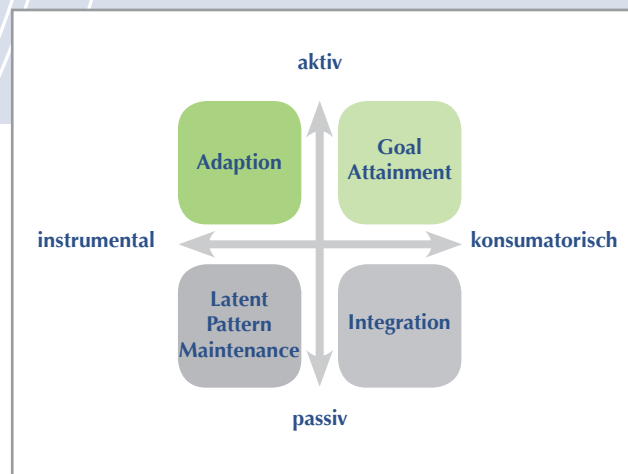 aktiv
Adaption
Goal
Attainment
instrumental
konsumatorisch
Latent
Pattern
Maintenance
Integration
passiv